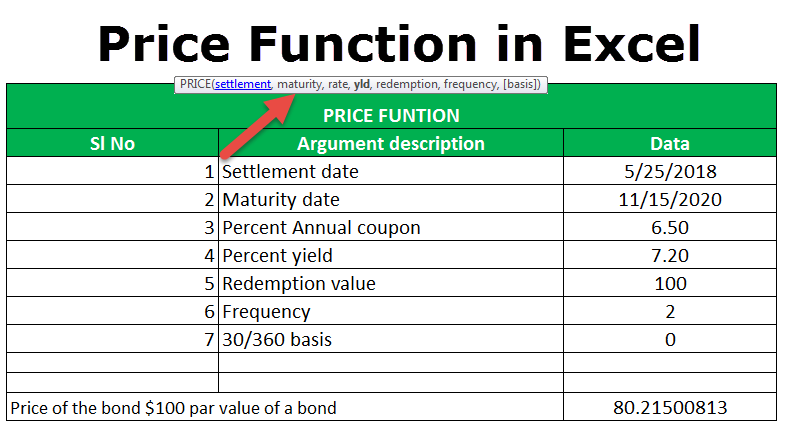 Price Function in Excel
PRICE(settlement, maturity, rate, yld, redemption, frequency, [basis])
PRICE FUNTION
Sl No Argument description Data
1 Settlement date 5/25/2018
2 Maturity date 11/15/2020
3 Percent Annual coupon 6.50
4 Percent yield 7.20
5 Redemption value 100
6 Frequency 2
7 30/360 basis 0
Price of the bond $100 par value of a bond 80.21500813